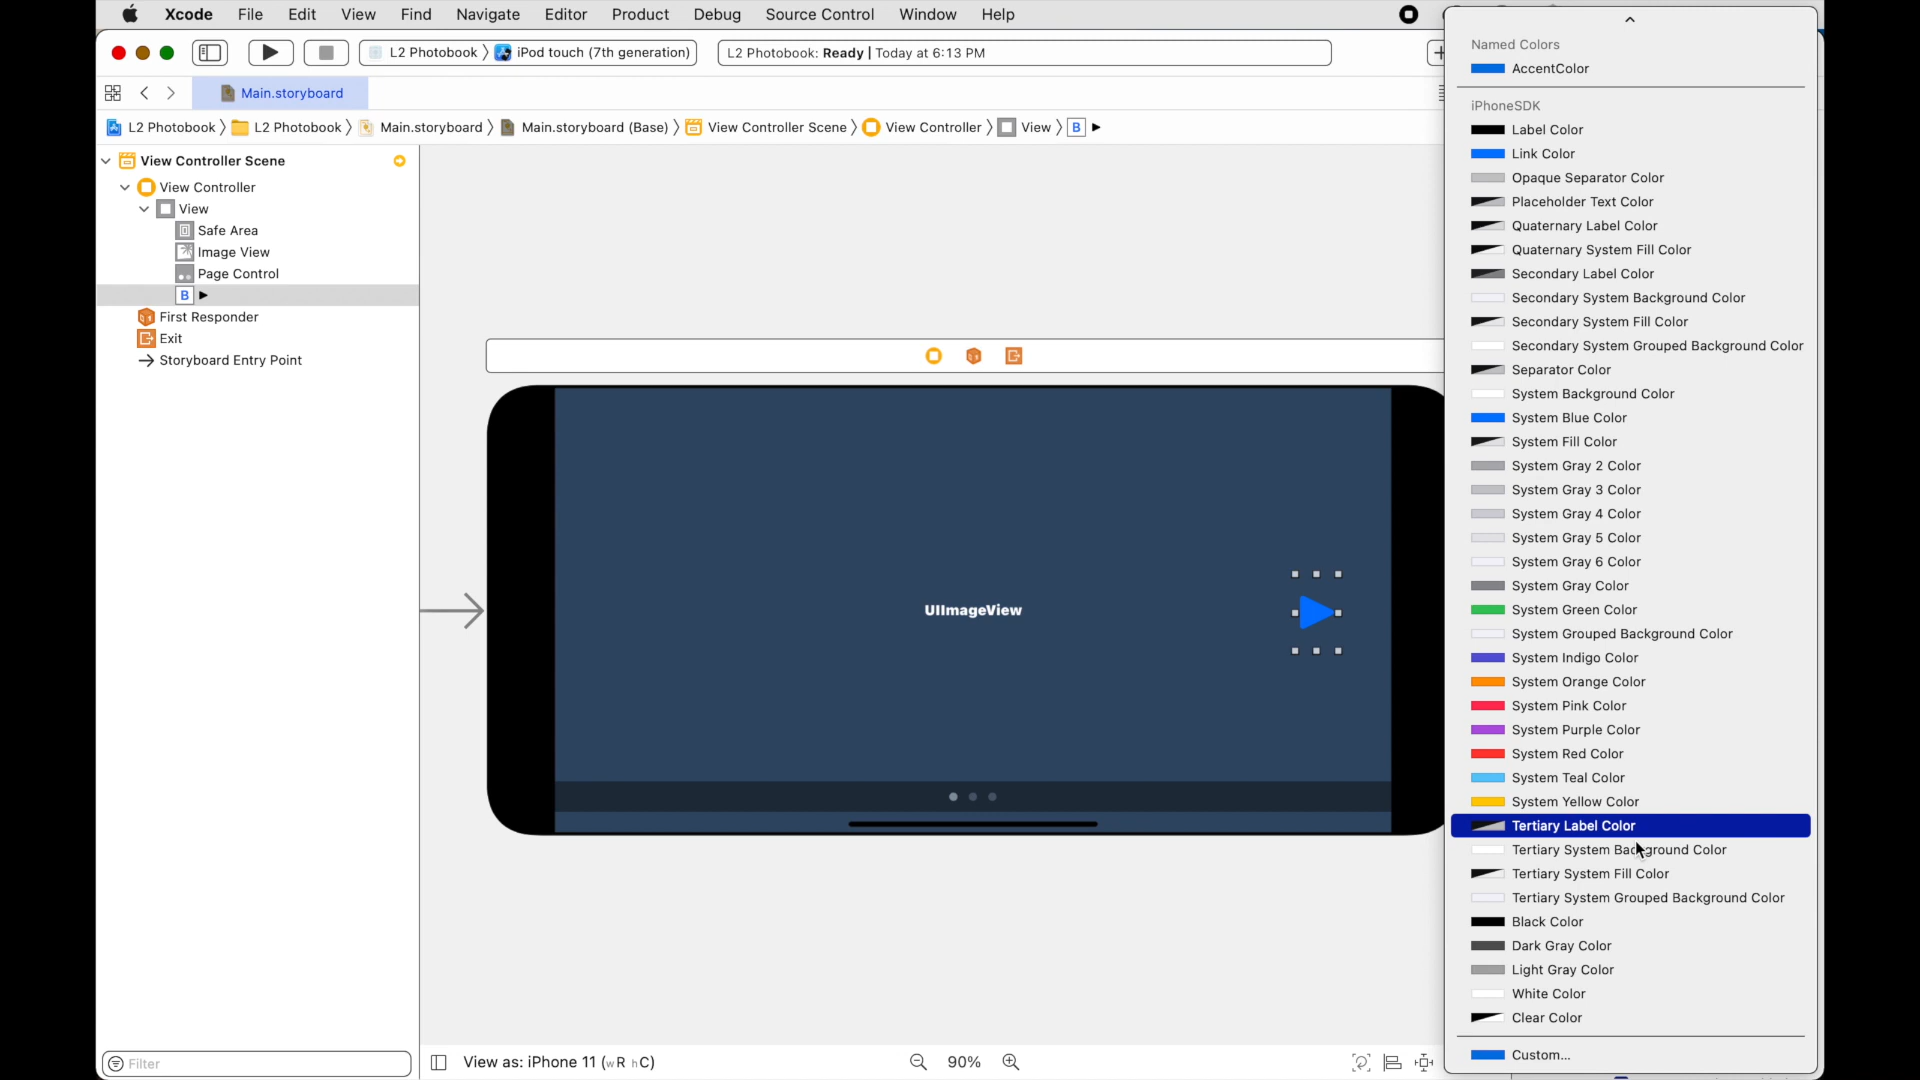 Xcode File Edit View Find Navigate Editor Product Debug Source Control Window Help
L2 Photobook 〉 iPod touch (7th generation)
L2 Photobook: Ready | Today at 6:13 PM
Main.storyboard
L2 Photobook 〉 L2 Photobook 〉 Main.storyboard 〉 Main.storyboard (Base) 〉 View Controller Scene 〉 View Controller 〉 View 〉 B ►
View Controller Scene
View Controller
View
Safe Area
Image View
Page Control
B ►
First Responder
Exit
Storyboard Entry Point
Filter
UIImageView
View as: iPhone 11 (wR hC)
90%
Named Colors
AccentColor
iPhoneSDK
Label Color
Link Color
Opaque Separator Color
Placeholder Text Color
Quaternary Label Color
Quaternary System Fill Color
Secondary Label Color
Secondary System Background Color
Secondary System Fill Color
Secondary System Grouped Background Color
Separator Color
System Background Color
System Blue Color
System Fill Color
System Gray 2 Color
System Gray 3 Color
System Gray 4 Color
System Gray 5 Color
System Gray 6 Color
System Gray Color
System Green Color
System Grouped Background Color
System Indigo Color
System Orange Color
System Pink Color
System Purple Color
System Red Color
System Teal Color
System Yellow Color
Tertiary Label Color
Tertiary System Background Color
Tertiary System Fill Color
Tertiary System Grouped Background Color
Black Color
Dark Gray Color
Light Gray Color
White Color
Clear Color
Custom...